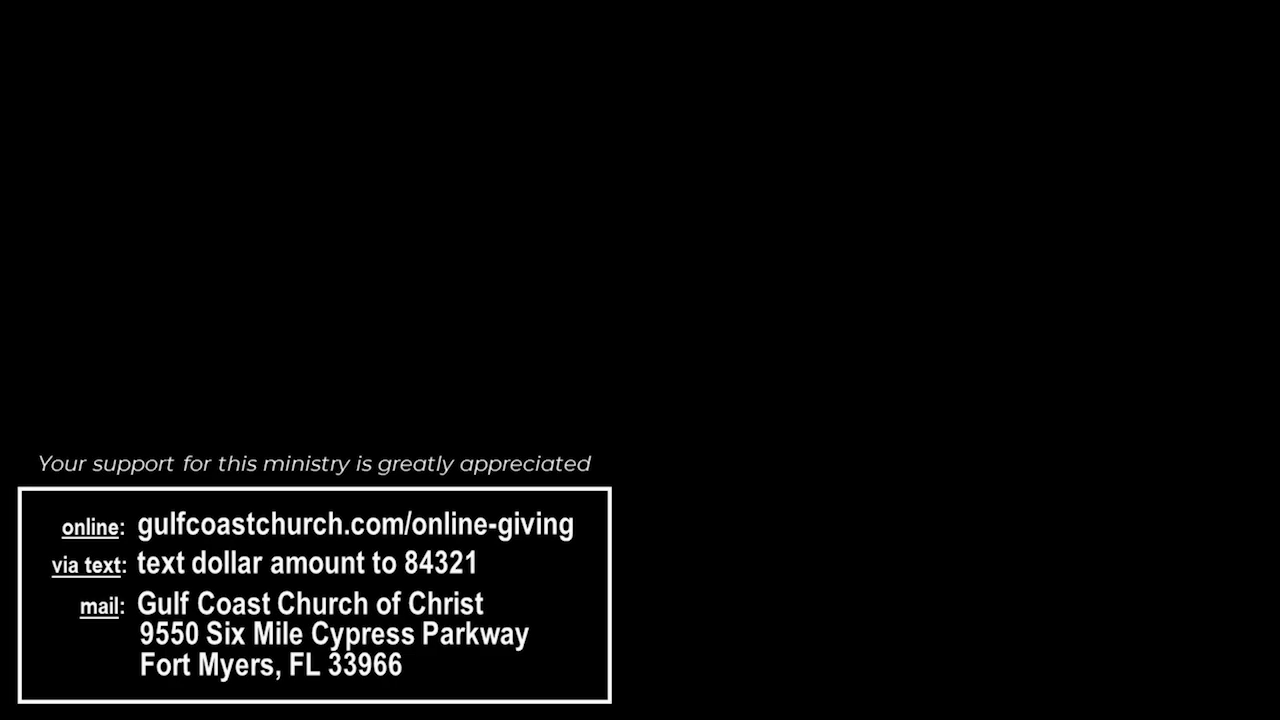 Your support for this ministry is greatly appreciated
online: gulfcoastchurch.com/online-giving
via text: text dollar amount to 84321
mail: Gulf Coast Church of Christ
9550 Six Mile Cypress Parkway
Fort Myers, FL 33966